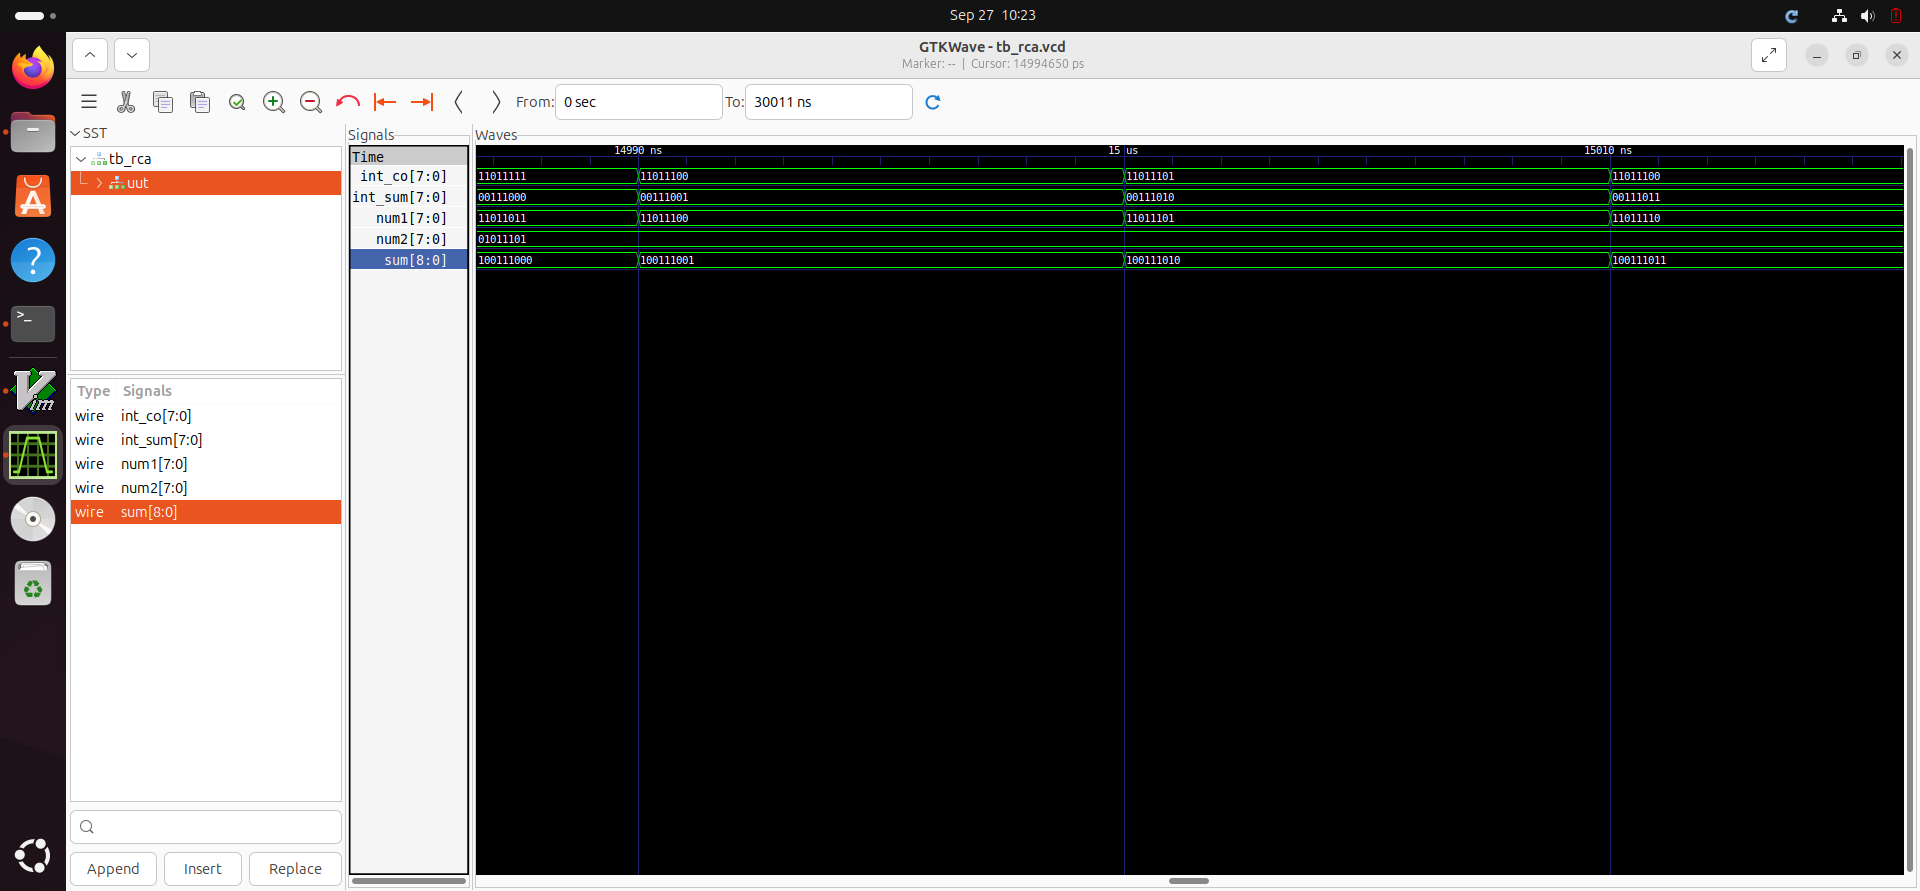 Sep 27 10:23
GTKWave - tb_rca.vcd
Marker: -- | Cursor: 14994650 ps
From: 0 sec To: 30011 ns
SST
tb_rca
uut
Type Signals
wire int_co[7:0]
wire int_sum[7:0]
wire num1[7:0]
wire num2[7:0]
wire sum[8:0]
Append Insert Replace
Signals
Time
int_co[7:0]
int_sum[7:0]
num1[7:0]
num2[7:0]
sum[8:0]
Waves
14990 ns 15 us 15010 ns
11011111 11011100 11011101 11011100
00111000 00111001 00111010 00111011
11011011 11011100 11011101 11011110
01011101
100111000 100111001 100111010 100111011
>_
Vim
?